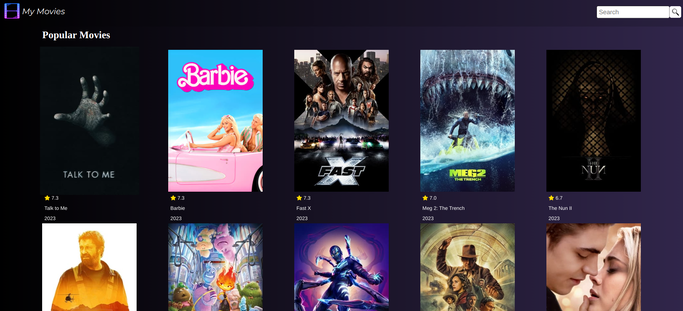 My Movies
Search
Popular Movies
TALK TO ME
Barbie
FAST X
MEG2
THE TRENCH
THE NUN II
7.3
7.3
7.3
7.0
6.7
Talk to Me
Barbie
Fast X
Meg 2: The Trench
The Nun II
2023
2023
2023
2023
2023